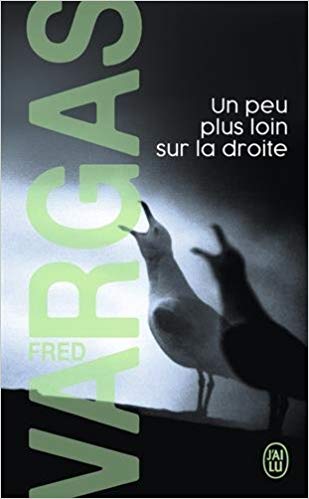 Un peu
plus loin
sur la droite
FRED
VARGAS
J'AI
LU